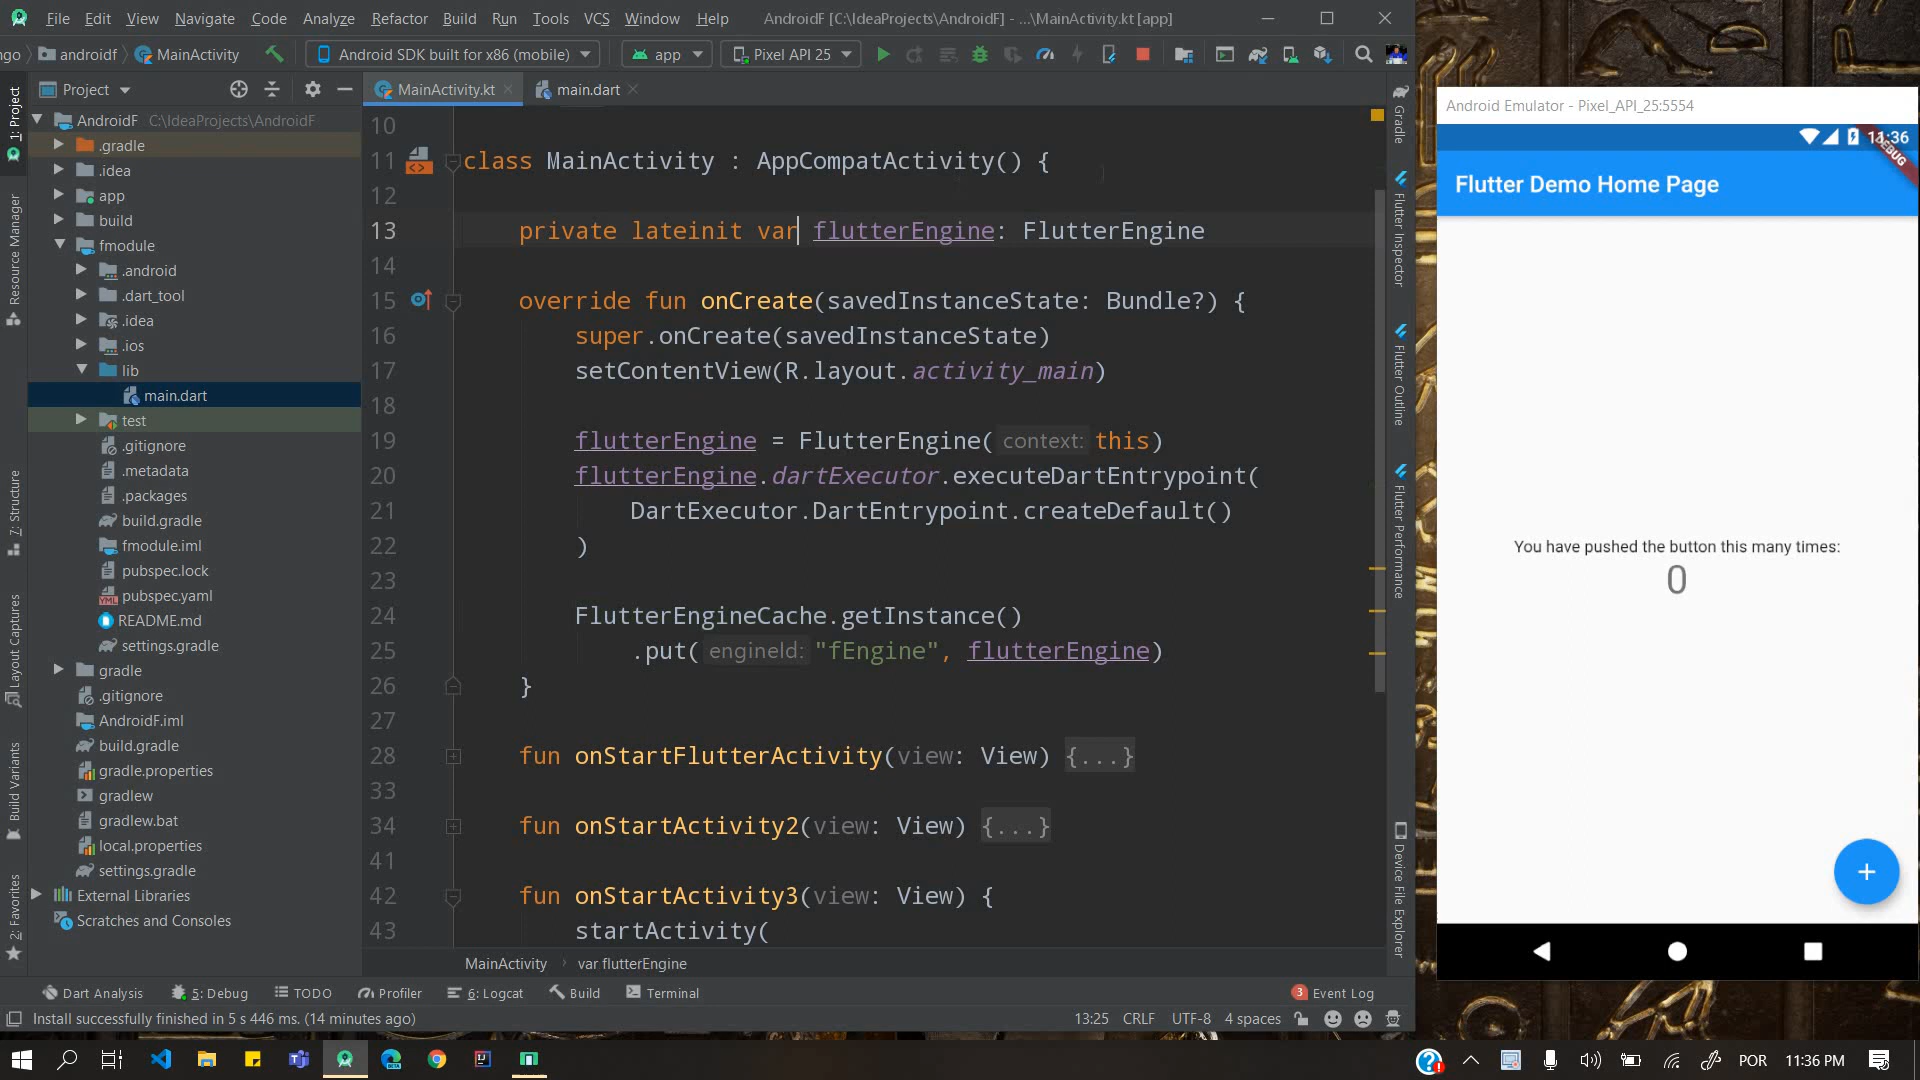 File Edit View Navigate Code Analyze Refactor Build Run Tools VCS Window Help AndroidF [C:\IdeaProjects\AndroidF] - ...\MainActivity.kt [app]
ngo androidf MainActivity Android SDK built for x86 (mobile) app Pixel API 25
Project MainActivity.kt main.dart
1: Project
Resource Manager
7: Structure
Layout Captures
Build Variants
2: Favorites
AndroidF C:\IdeaProjects\AndroidF
.gradle
.idea
app
build
fmodule
.android
.dart_tool
.idea
.ios
lib
main.dart
test
.gitignore
.metadata
.packages
build.gradle
fmodule.iml
pubspec.lock
pubspec.yaml
README.md
settings.gradle
gradle
.gitignore
AndroidF.iml
build.gradle
gradle.properties
gradlew
gradlew.bat
local.properties
settings.gradle
External Libraries
Scratches and Consoles
10
11 class MainActivity : AppCompatActivity() {
12
13 private lateinit var flutterEngine: FlutterEngine
14
15 override fun onCreate(savedInstanceState: Bundle?) {
16 super.onCreate(savedInstanceState)
17 setContentView(R.layout.activity_main)
18
19 flutterEngine = FlutterEngine( context: this)
20 flutterEngine.dartExecutor.executeDartEntrypoint(
21 DartExecutor.DartEntrypoint.createDefault()
22 )
23
24 FlutterEngineCache.getInstance()
25 .put( engineId: "fEngine", flutterEngine)
26 }
27
28 fun onStartFlutterActivity(view: View) {...}
33
34 fun onStartActivity2(view: View) {...}
41
42 fun onStartActivity3(view: View) {
43 startActivity(
MainActivity › var flutterEngine
Gradle
Flutter Inspector
Flutter Outline
Flutter Performance
Device File Explorer
Dart Analysis 5: Debug TODO Profiler 6: Logcat Build Terminal 3 Event Log
Install successfully finished in 5 s 446 ms. (14 minutes ago) 13:25 CRLF UTF-8 4 spaces
Android Emulator - Pixel_API_25:5554
11:36
DEBUG
Flutter Demo Home Page
You have pushed the button this many times:
0
+
BETA
POR 11:36 PM